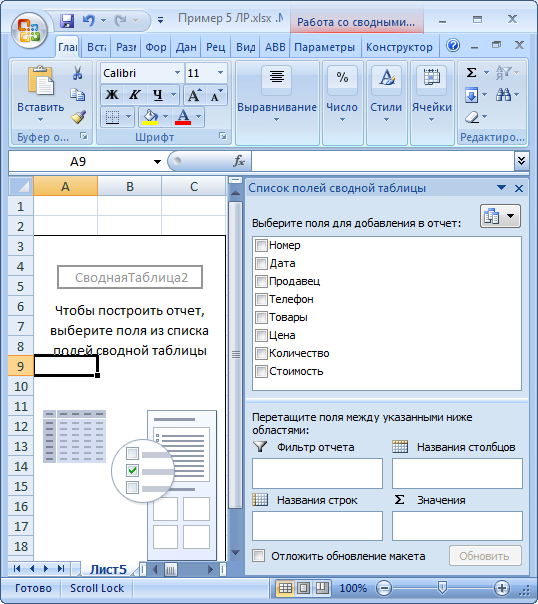 Пример 5 ЛР.xlsx .M
Работа со сводными...
Глав
Вста
Разм
Фор
Дан
Рец
Вид
ABB
Параметры
Конструктор
Вставить
Буфер о...
Calibri
11
Ж К Ч
A A
Шрифт
Выравнивание
%
Число
Стили
Ячейки
Σ
Редактиро...
A9
fx
A B C
1
2
3
4
5
6
7
8
9
10
11
12
13
14
15
16
17
18
СводнаяТаблица2
Чтобы построить отчет,
выберите поля из списка
полей сводной таблицы
Список полей сводной таблицы
Выберите поля для добавления в отчет:
Номер
Дата
Продавец
Телефон
Товары
Цена
Количество
Стоимость
Перетащите поля между указанными ниже
областями:
Фильтр отчета
Названия столбцов
Названия строк
Σ Значения
Отложить обновление макета
Обновить
Лист5
Готово
Scroll Lock
100%